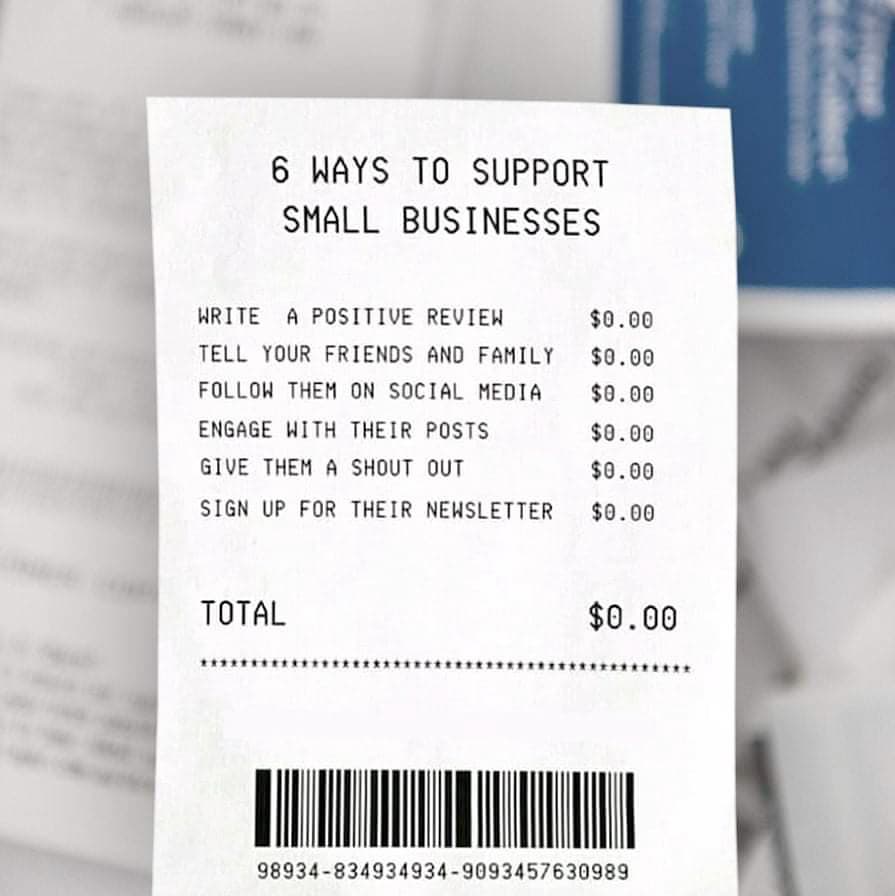 6 WAYS TO SUPPORT
SMALL BUSINESSES
WRITE A POSITIVE REVIEW $0.00
TELL YOUR FRIENDS AND FAMILY $0.00
FOLLOW THEM ON SOCIAL MEDIA $0.00
ENGAGE WITH THEIR POSTS $0.00
GIVE THEM A SHOUT OUT $0.00
SIGN UP FOR THEIR NEWSLETTER $0.00
TOTAL $0.00
98934-834934934-9093457630989